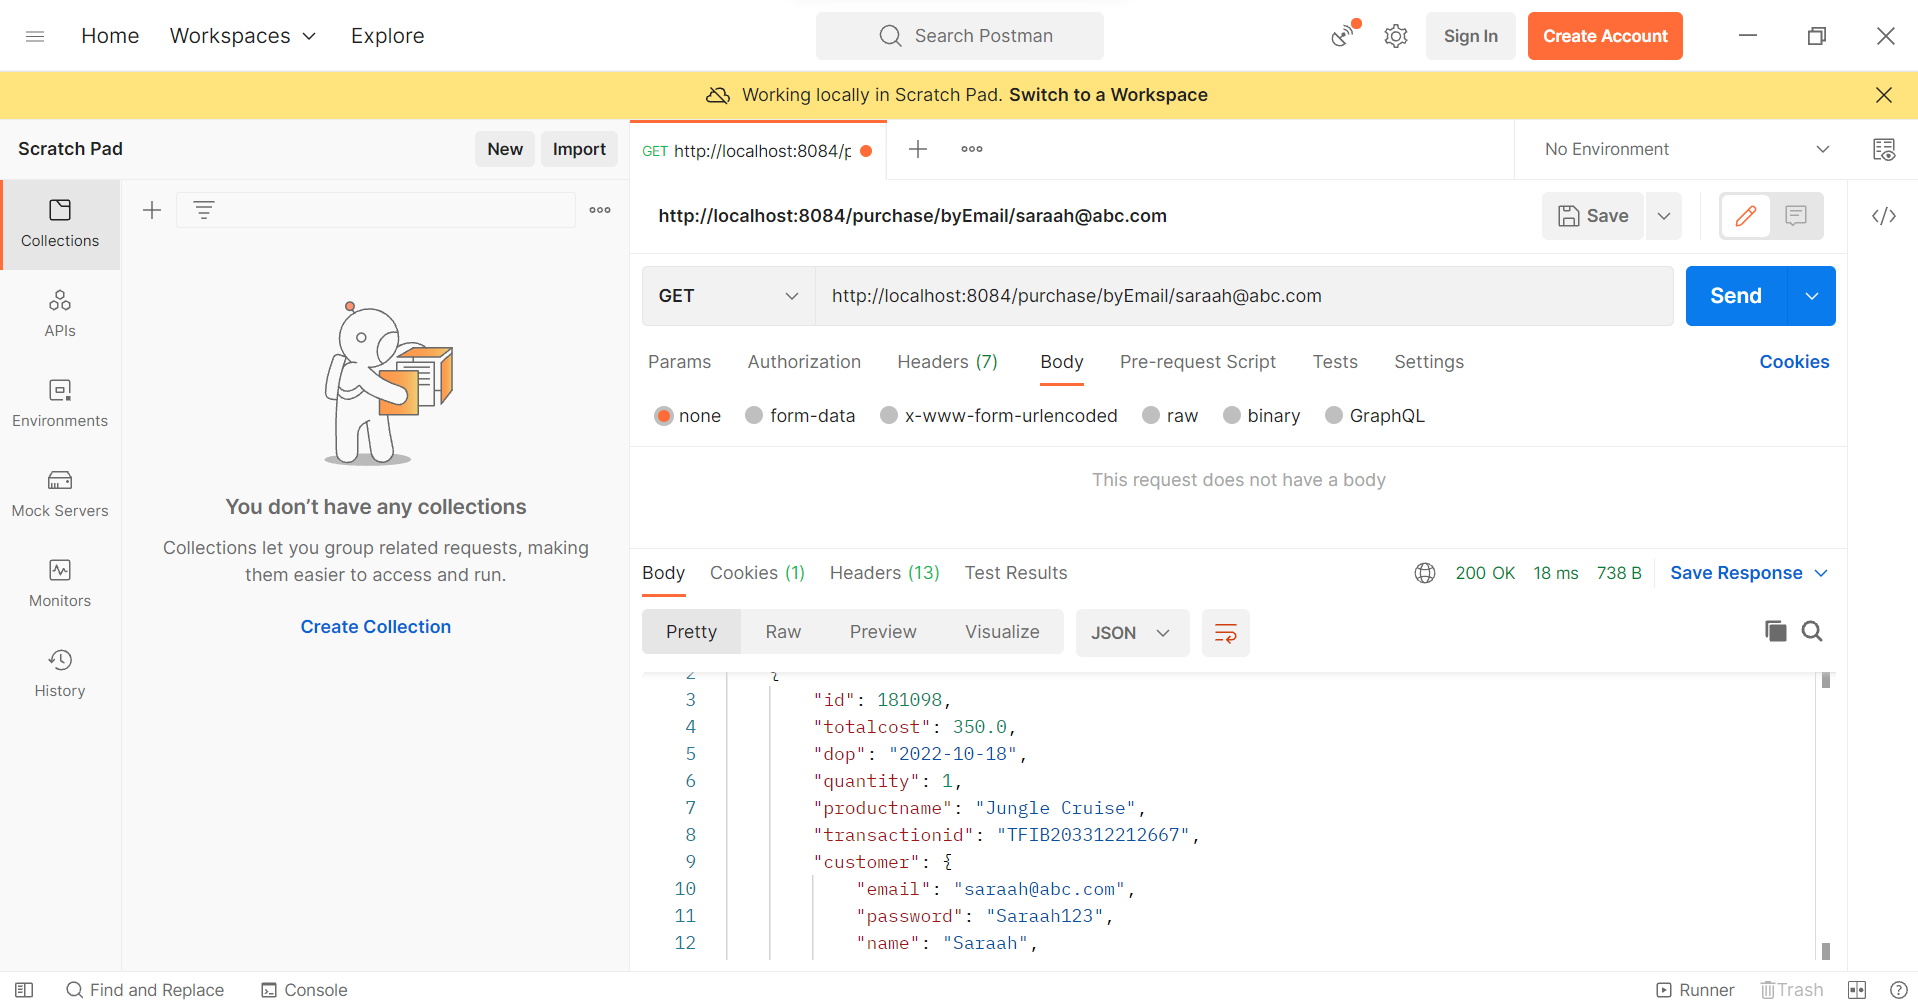 Home Workspaces Explore Search Postman Sign In Create Account
Working locally in Scratch Pad. Switch to a Workspace
Scratch Pad New Import GET http://localhost:8084/p No Environment
http://localhost:8084/purchase/byEmail/saraah@abc.com Save
Collections
GET http://localhost:8084/purchase/byEmail/saraah@abc.com Send
APIs
Params Authorization Headers (7) Body Pre-request Script Tests Settings Cookies
Environments
none form-data x-www-form-urlencoded raw binary GraphQL
This request does not have a body
Mock Servers
You don’t have any collections
Collections let you group related requests, making
them easier to access and run.
Create Collection
Monitors
History
Body Cookies (1) Headers (13) Test Results 200 OK 18 ms 738 B Save Response
Pretty Raw Preview Visualize JSON
2 {
3 "id": 181098,
4 "totalcost": 350.0,
5 "dop": "2022-10-18",
6 "quantity": 1,
7 "productname": "Jungle Cruise",
8 "transactionid": "TFIB203312212667",
9 "customer": {
10 "email": "saraah@abc.com",
11 "password": "Saraah123",
12 "name": "Saraah",
Find and Replace Console Runner Trash